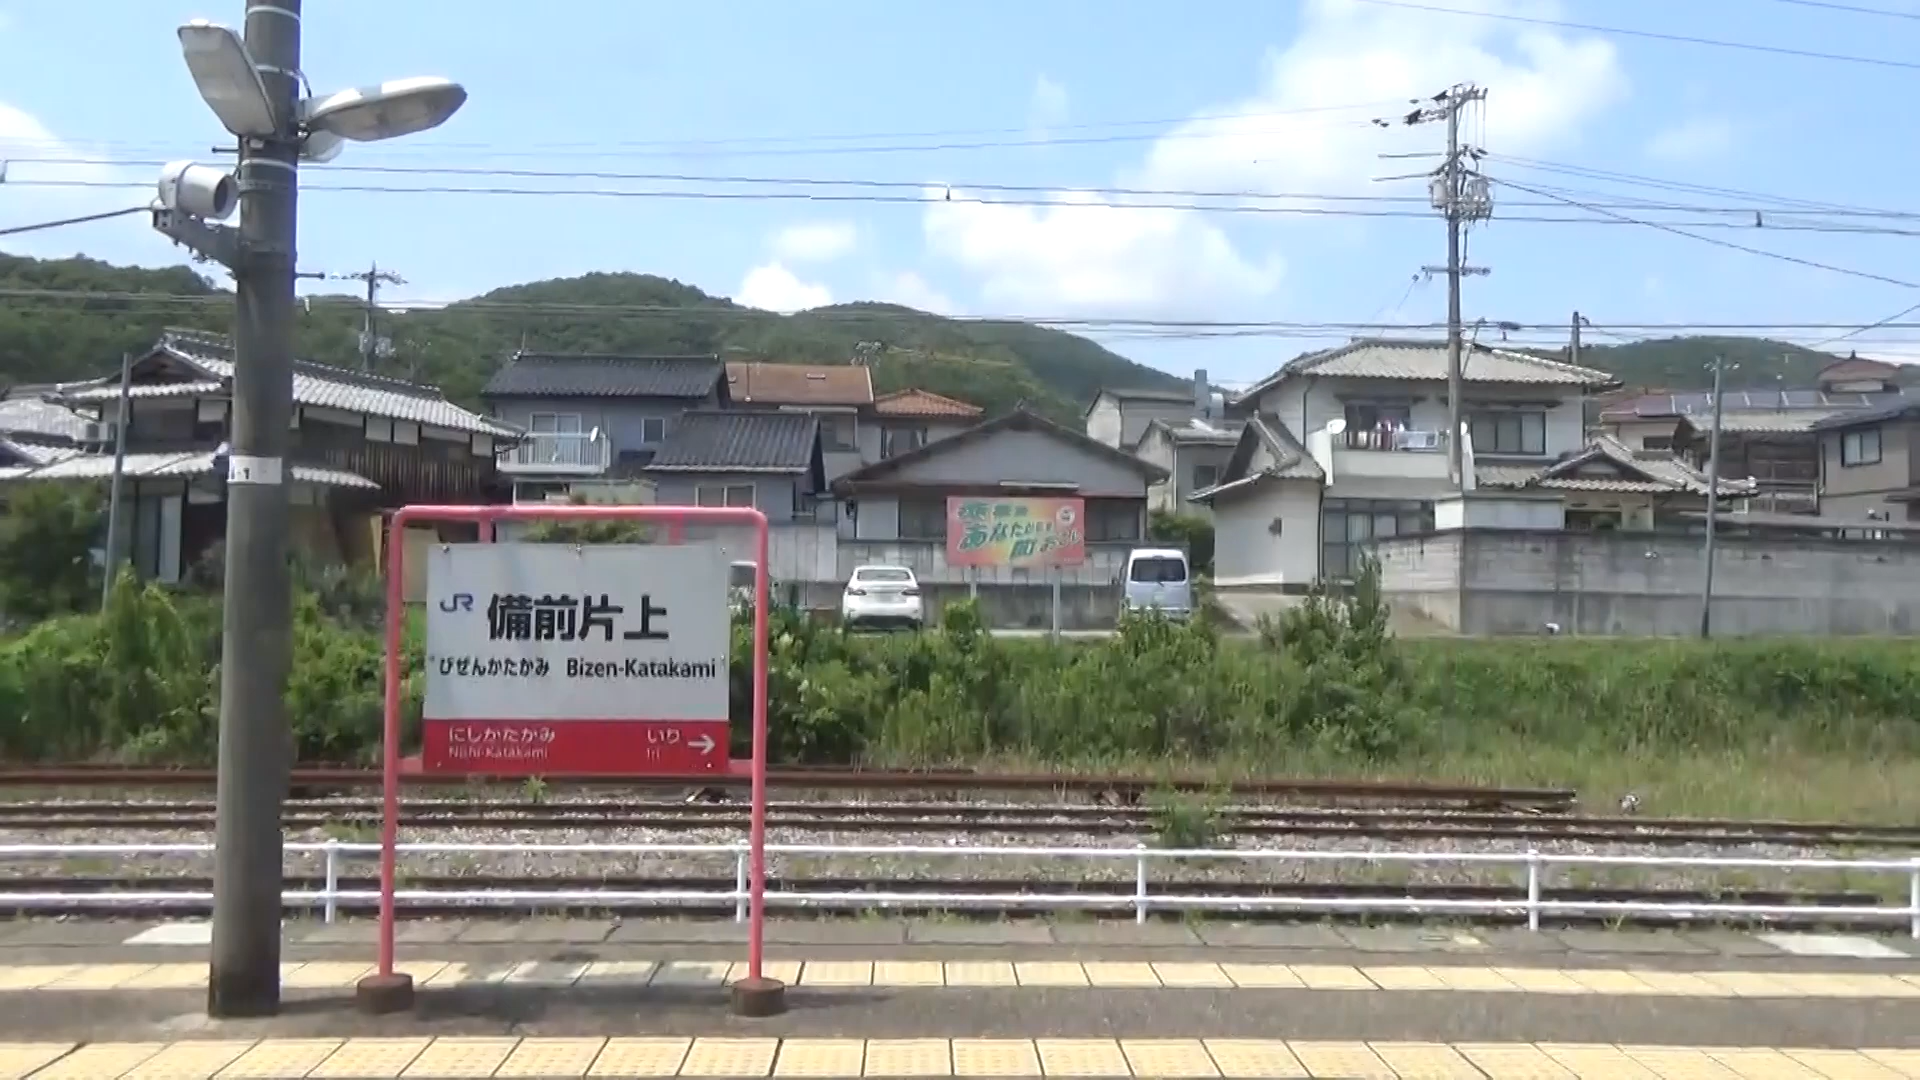 JR 備前片上
びぜんかたかみ Bizen-Katakami
にしかたかみ いり →
Nishi-Katakami Iri